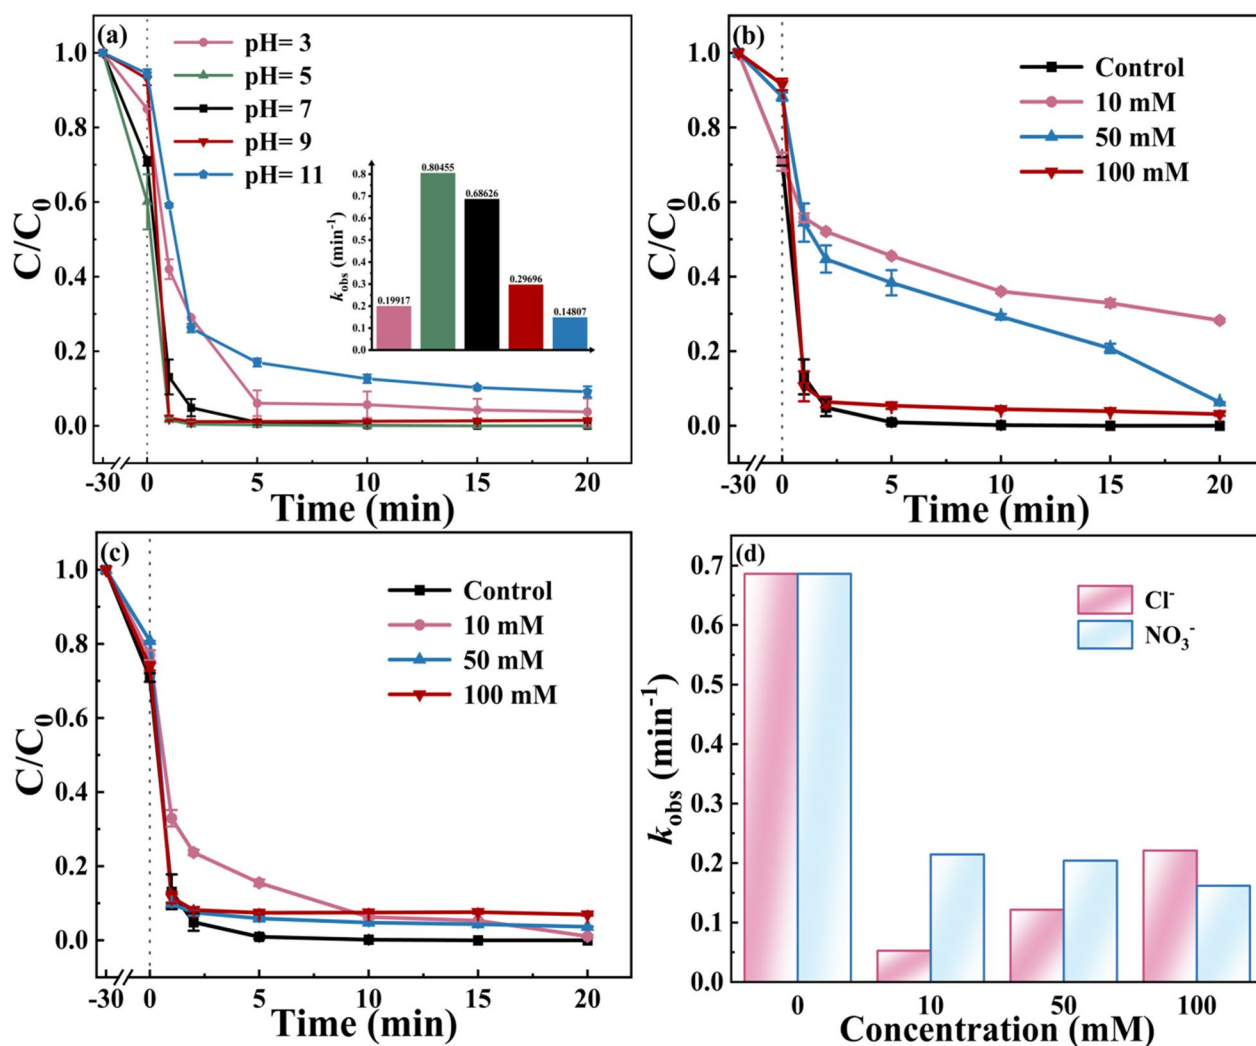 (a)
pH= 3
pH= 5
pH= 7
pH= 9
pH= 11
C/C0
1.0
0.8
0.6
0.4
0.2
0.0
-30 0 5 10 15 20
Time (min)
kobs (min-1)
0.8
0.7
0.6
0.5
0.4
0.3
0.2
0.1
0.0
0.19917
0.80455
0.68626
0.29696
0.14807
(b)
Control
10 mM
50 mM
100 mM
C/C0
1.0
0.8
0.6
0.4
0.2
0.0
-30 0 5 10 15 20
Time (min)
(c)
Control
10 mM
50 mM
100 mM
C/C0
1.0
0.8
0.6
0.4
0.2
0.0
-30 0 5 10 15 20
Time (min)
(d)
Cl-
NO3-
kobs (min-1)
0.7
0.6
0.5
0.4
0.3
0.2
0.1
0.0
0 10 50 100
Concentration (mM)